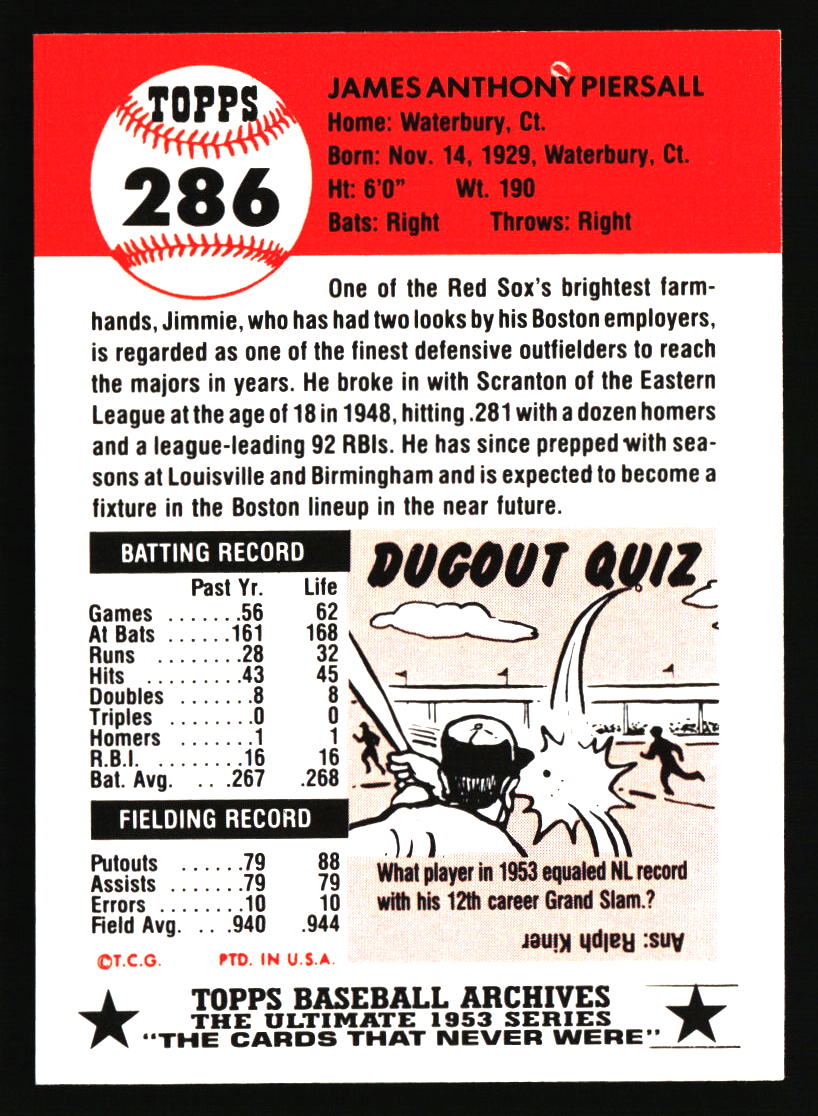 TOPPS
286
JAMES ANTHONY PIERSALL
Home: Waterbury, Ct.
Born: Nov. 14, 1929, Waterbury, Ct.
Ht: 6'0" Wt. 190
Bats: Right Throws: Right
One of the Red Sox's brightest farm-
hands, Jimmie, who has had two looks by his Boston employers,
is regarded as one of the finest defensive outfielders to reach
the majors in years. He broke in with Scranton of the Eastern
League at the age of 18 in 1948, hitting .281 with a dozen homers
and a league-leading 92 RBIs. He has since prepped with sea-
sons at Louisville and Birmingham and is expected to become a
fixture in the Boston lineup in the near future.
BATTING RECORD
Past Yr. Life
Games .......56 62
At Bats ......161 168
Runs ........28 32
Hits .........43 45
Doubles .......8 8
Triples ........0 0
Homers .......1 1
R.B.I. ........16 16
Bat. Avg. ... .267 .268
FIELDING RECORD
Putouts ......79 88
Assists .......79 79
Errors ........10 10
Field Avg. ... .940 .944
©T.C.G. PTD. IN U.S.A.
DUGOUT QUIZ
What player in 1953 equaled NL record
with his 12th career Grand Slam.?
Ans: Ralph Kiner
TOPPS BASEBALL ARCHIVES
THE ULTIMATE 1953 SERIES
"THE CARDS THAT NEVER WERE"